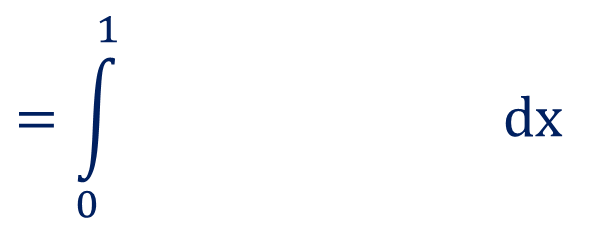 1
= ∫ dx
0